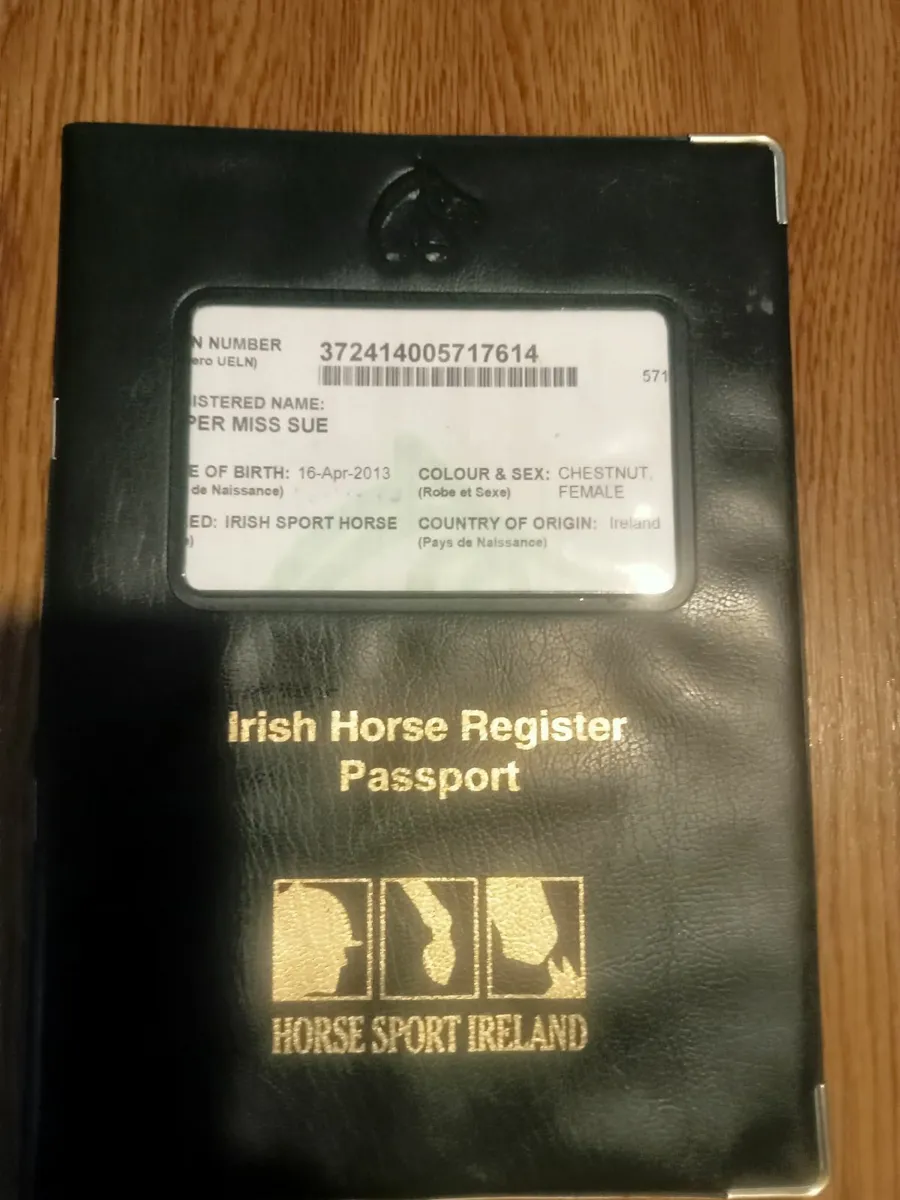 N NUMBER 372414005717614
ero UELN)
571
ISTERED NAME:
PER MISS SUE
E OF BIRTH: 16-Apr-2013 COLOUR & SEX: CHESTNUT,
de Naissance) (Robe et Sexe) FEMALE
ED: IRISH SPORT HORSE COUNTRY OF ORIGIN: Ireland
) (Pays de Naissance)
Irish Horse Register
Passport
HORSE SPORT IRELAND